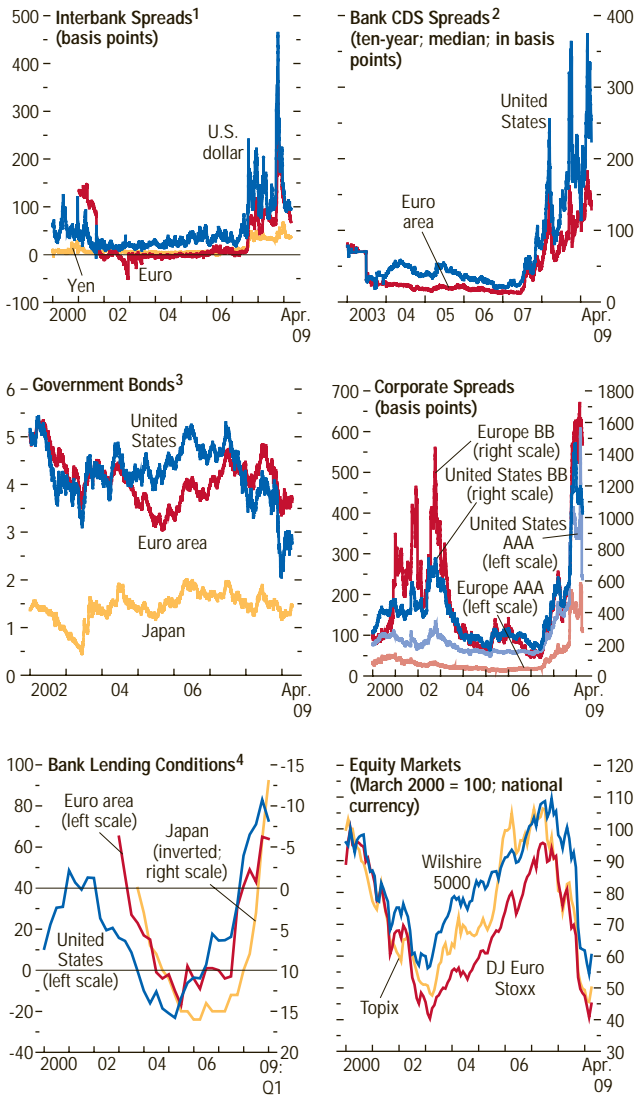 Interbank Spreads¹
(basis points)
500
400
300
200
100
0
-100
U.S.
dollar
Yen
Euro
2000
02
04
06
Apr.
09
Bank CDS Spreads²
(ten-year; median; in basis
points)
400
300
200
100
0
United
States
Euro
area
2003
04
05
06
07
Apr.
09
Government Bonds³
6
5
4
3
2
1
0
United
States
Euro area
Japan
2002
04
06
Apr.
09
Corporate Spreads
(basis points)
700
600
500
400
300
200
100
0
1800
1600
1400
1200
1000
800
600
400
200
0
Europe BB
(right scale)
United States BB
(right scale)
United States
AAA
(left scale)
Europe AAA
(left scale)
2000
02
04
06
Apr.
09
Bank Lending Conditions⁴
100
80
60
40
20
0
-20
-40
-15
-10
-5
0
5
10
15
20
Euro area
(left scale)
Japan
(inverted;
right scale)
United
States
(left scale)
2000
02
04
06
09:
Q1
Equity Markets
(March 2000 = 100; national
currency)
120
110
100
90
80
70
60
50
40
30
Wilshire
5000
DJ Euro
Stoxx
Topix
2000
02
04
06
Apr.
09